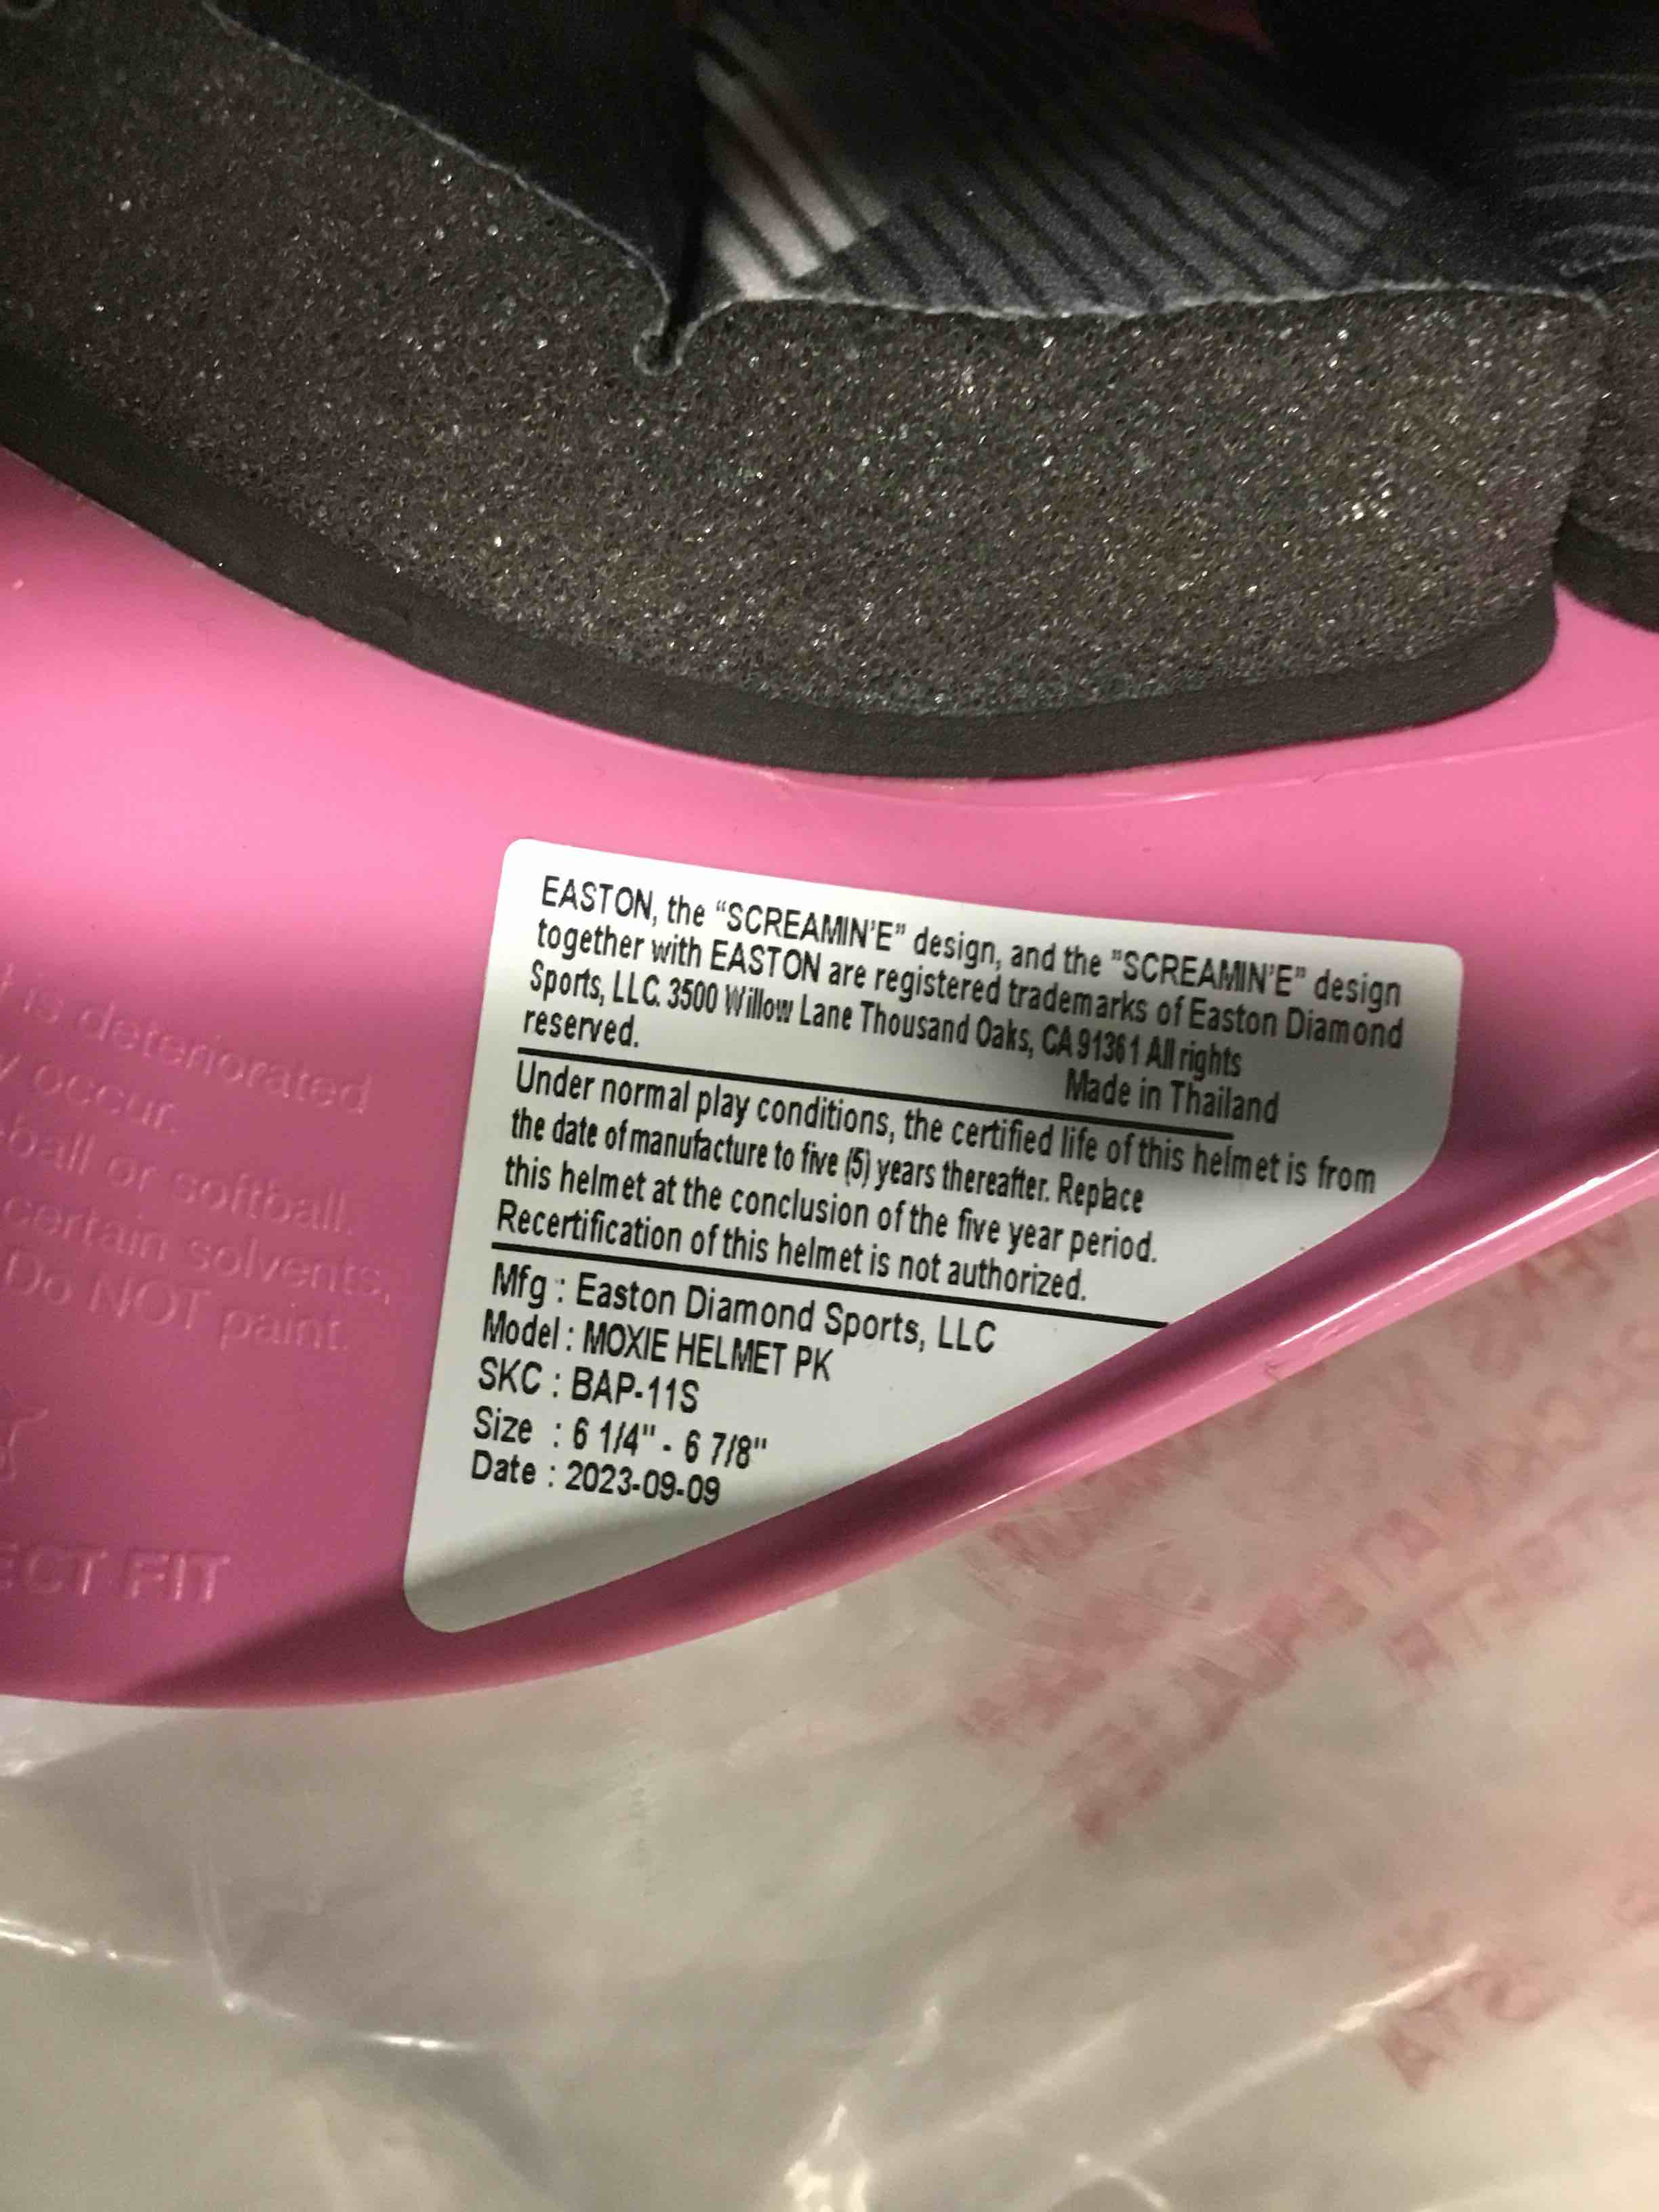 EASTON, the “SCREAMIN'E” design, and the "SCREAMIN'E" design
together with EASTON are registered trademarks of Easton Diamond
Sports, LLC. 3500 Willow Lane Thousand Oaks, CA 91361 All rights
reserved.
Made in Thailand
Under normal play conditions, the certified life of this helmet is from
the date of manufacture to five (5) years thereafter. Replace
this helmet at the conclusion of the five year period.
Recertification of this helmet is not authorized.
Mfg : Easton Diamond Sports, LLC
Model : MOXIE HELMET PK
SKC : BAP-11S
Size : 6 1/4" - 6 7/8"
Date : 2023-09-09
is deteriorated
occur.
ball or softball.
certain solvents,
Do NOT paint.
FIT